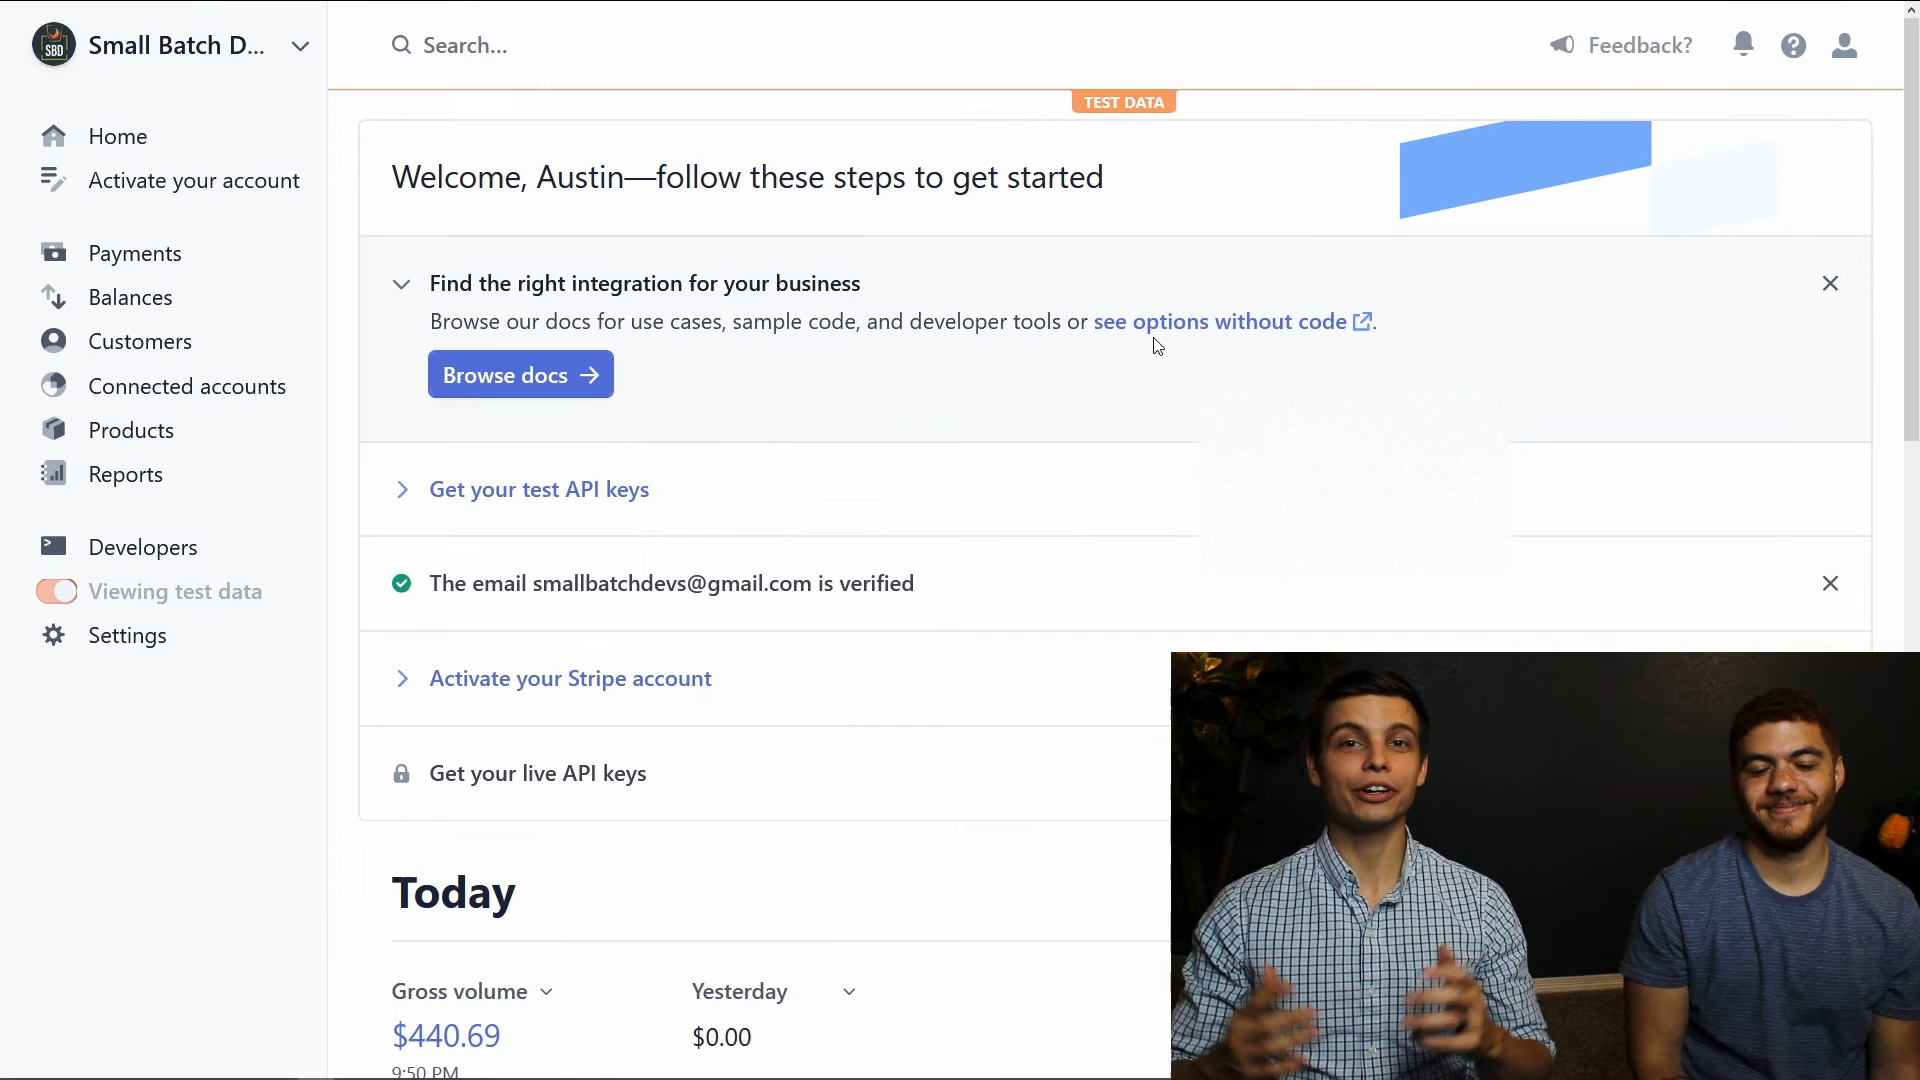 SBD
Small Batch D...
Search...
Feedback?
Home
Activate your account
Payments
Balances
Customers
Connected accounts
Products
Reports
Developers
Viewing test data
Settings
TEST DATA
Welcome, Austin—follow these steps to get started
Find the right integration for your business
Browse our docs for use cases, sample code, and developer tools or see options without code.
Browse docs
Get your test API keys
The email smallbatchdevs@gmail.com is verified
Activate your Stripe account
Get your live API keys
Today
Gross volume
Yesterday
$440.69
$0.00
9:50 PM